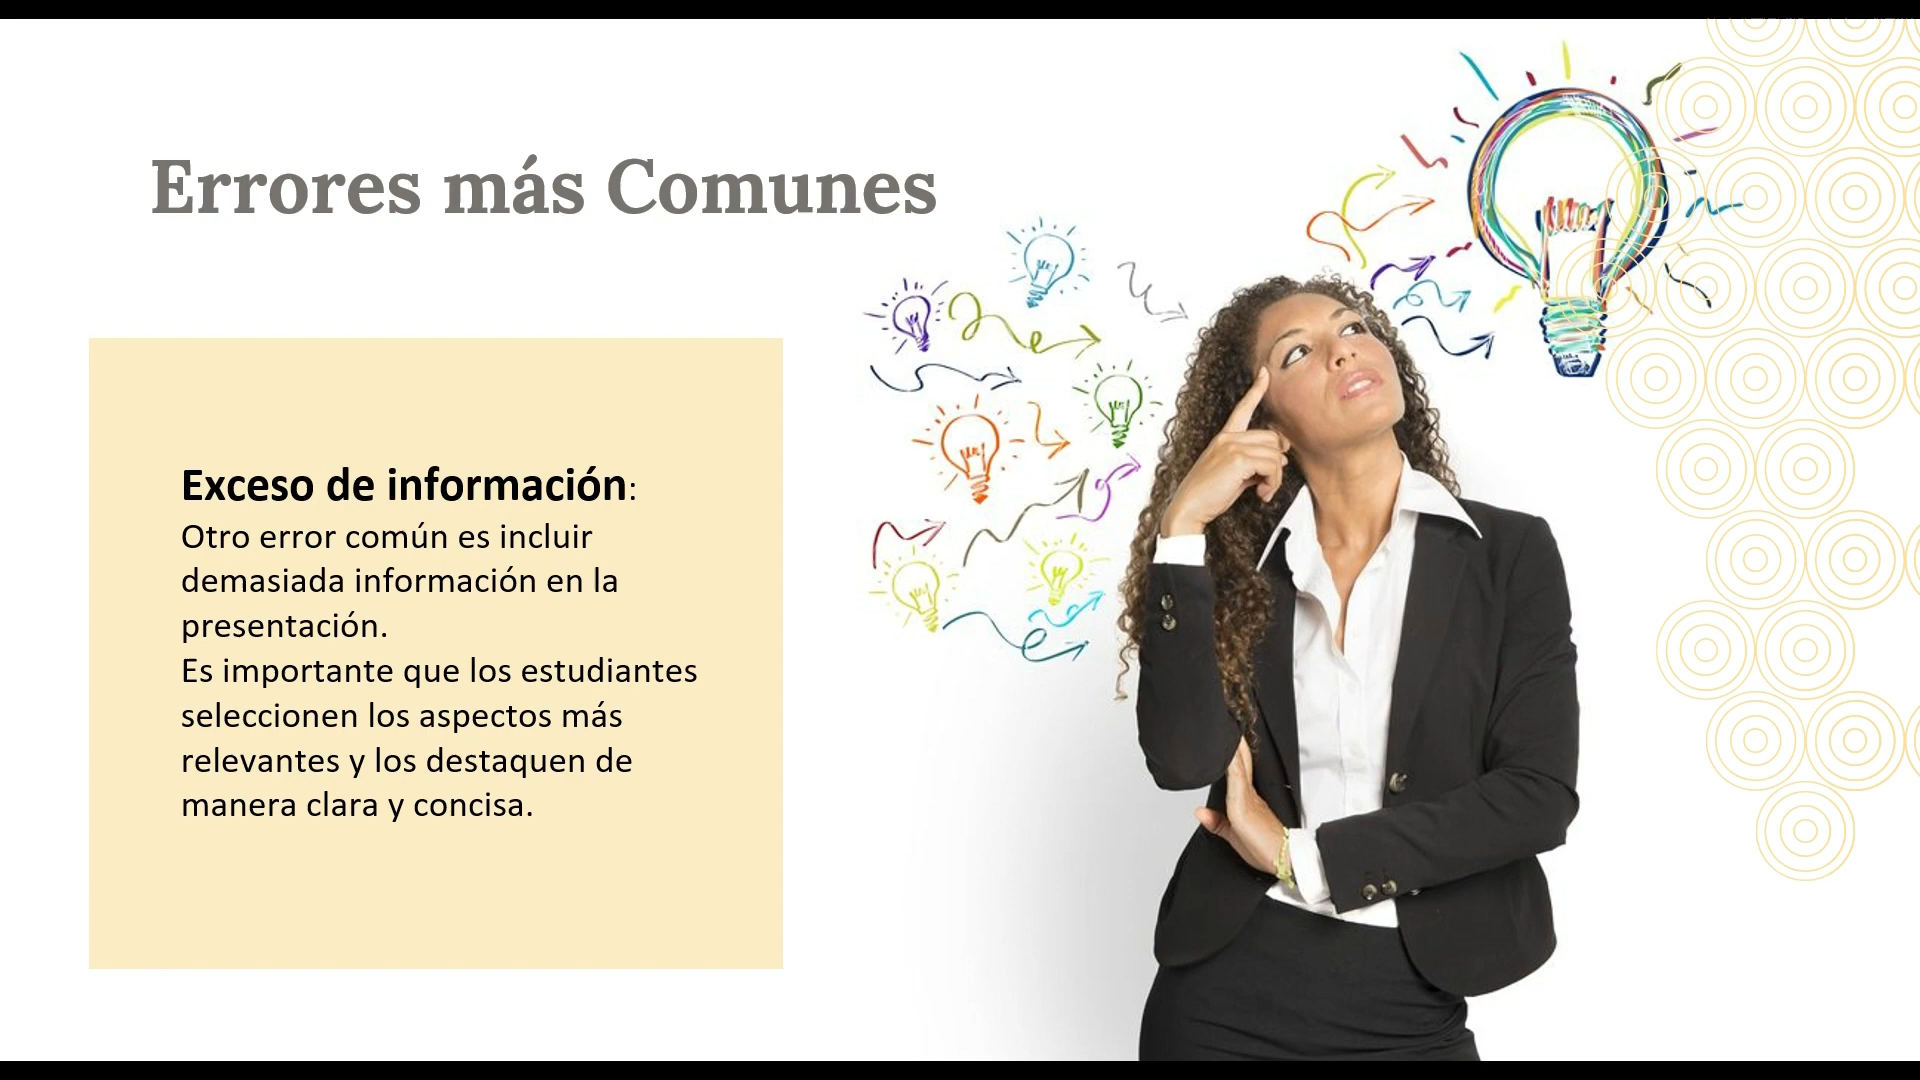 Errores más Comunes
Exceso de información:
Otro error común es incluir
demasiada información en la
presentación.
Es importante que los estudiantes
seleccionen los aspectos más
relevantes y los destaquen de
manera clara y concisa.